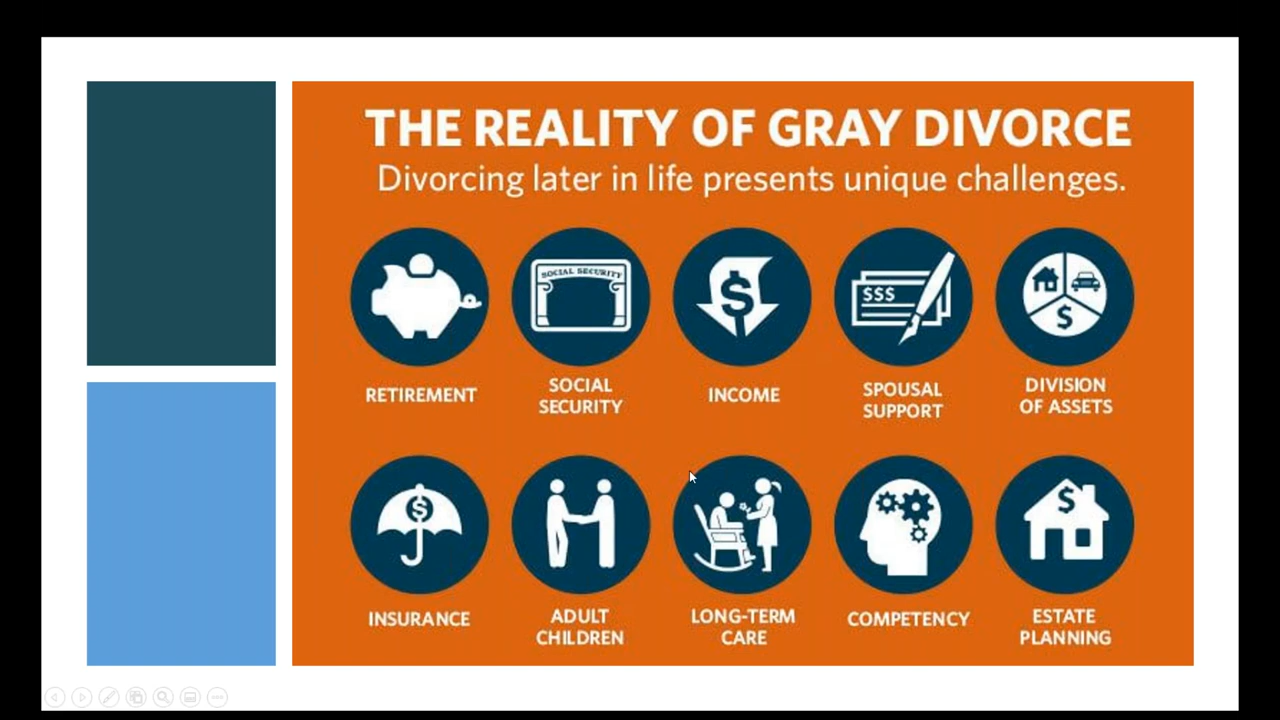 THE REALITY OF GRAY DIVORCE
Divorcing later in life presents unique challenges.
SOCIAL SECURITY
$
$$$
$
RETIREMENT
SOCIAL
SECURITY
INCOME
SPOUSAL
SUPPORT
DIVISION
OF ASSETS
$
$
INSURANCE
ADULT
CHILDREN
LONG-TERM
CARE
COMPETENCY
ESTATE
PLANNING